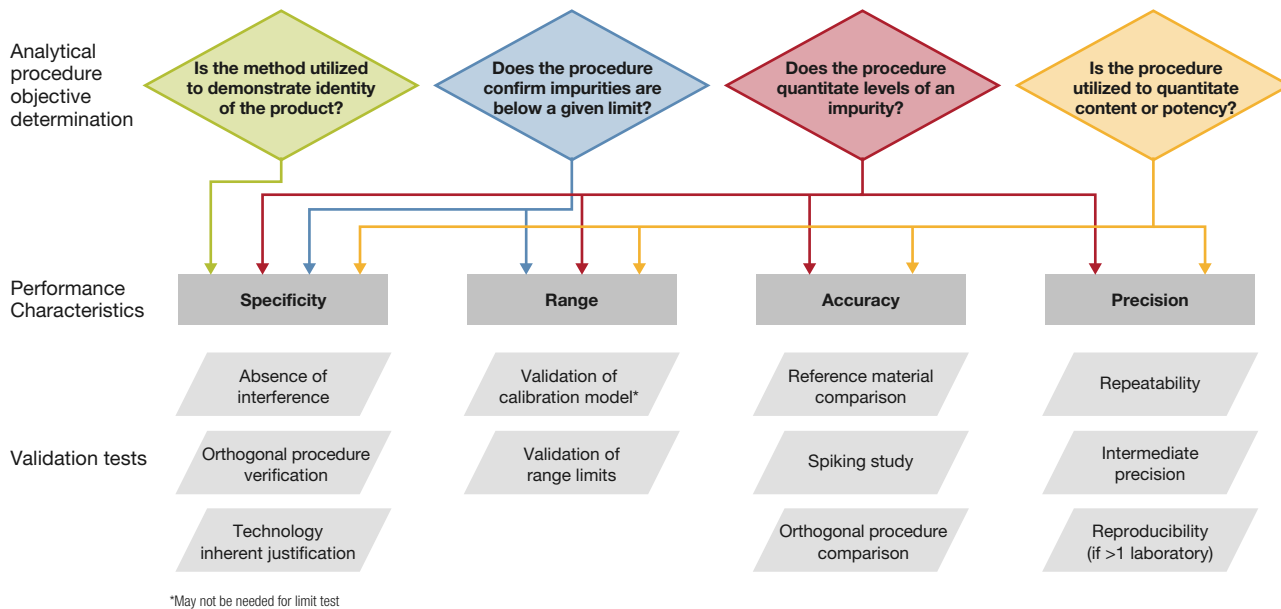 Analytical
procedure
objective
determination
Is the method utilized
to demonstrate identity
of the product?
Does the procedure
confirm impurities are
below a given limit?
Does the procedure
quantitate levels of an
impurity?
Is the procedure
utilized to quantitate
content or potency?
Performance
Characteristics
Specificity
Range
Accuracy
Precision
Validation tests
Absence of
interference
Validation of
calibration model*
Reference material
comparison
Repeatability
Orthogonal procedure
verification
Validation of
range limits
Spiking study
Intermediate
precision
Technology
inherent justification
Orthogonal procedure
comparison
Reproducibility
(if >1 laboratory)
*May not be needed for limit test